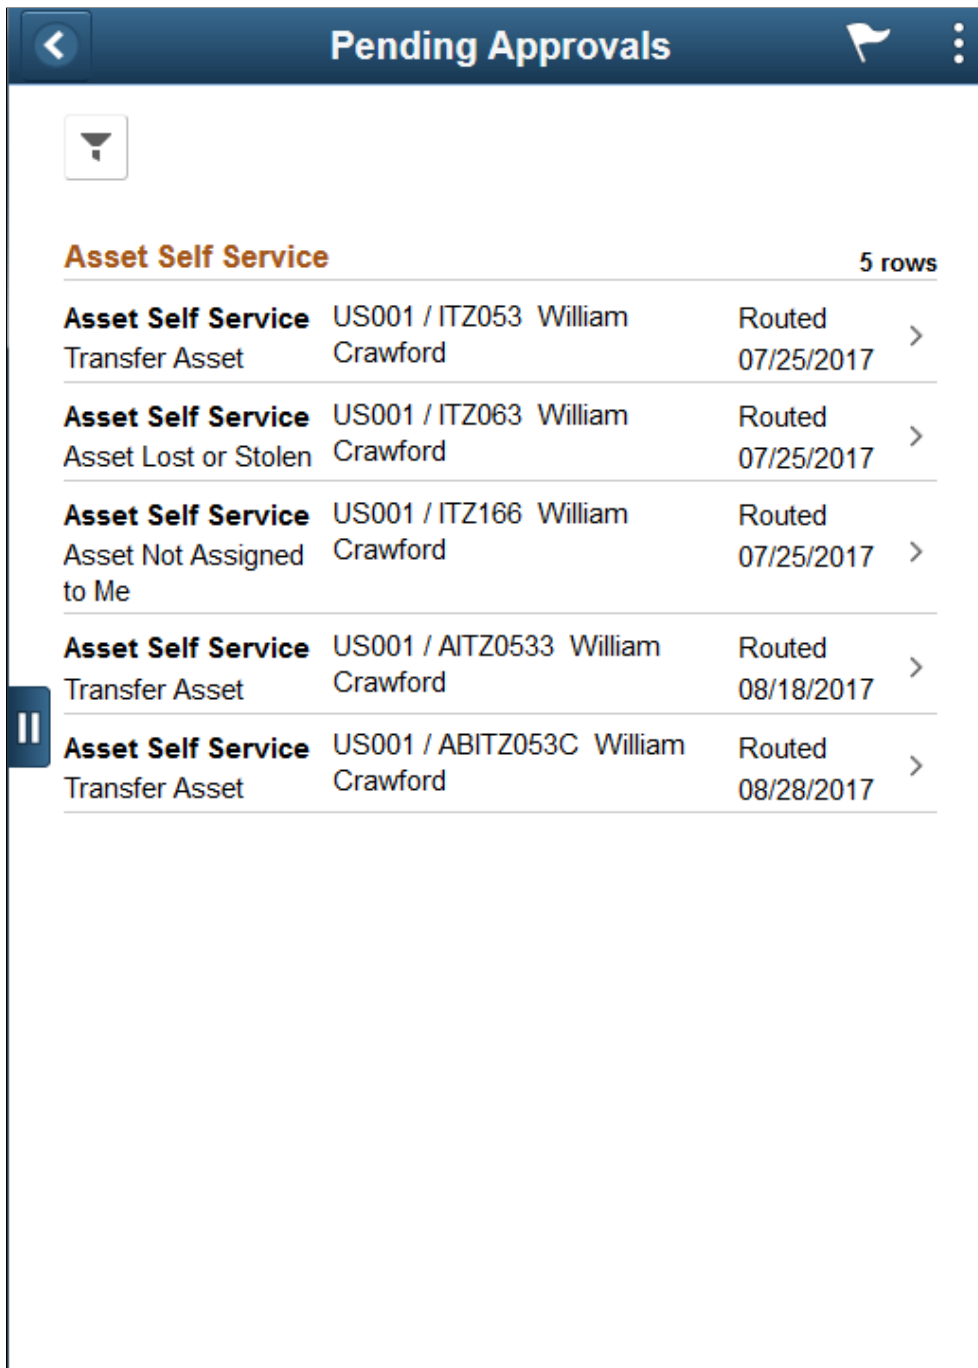 Pending Approvals
Asset Self Service
5 rows
Asset Self Service
Transfer Asset
US001 / ITZ053 William
Crawford
Routed
07/25/2017
Asset Self Service
Asset Lost or Stolen
US001 / ITZ063 William
Crawford
Routed
07/25/2017
Asset Self Service
Asset Not Assigned
to Me
US001 / ITZ166 William
Crawford
Routed
07/25/2017
Asset Self Service
Transfer Asset
US001 / AITZ0533 William
Crawford
Routed
08/18/2017
Asset Self Service
Transfer Asset
US001 / ABITZ053C William
Crawford
Routed
08/28/2017